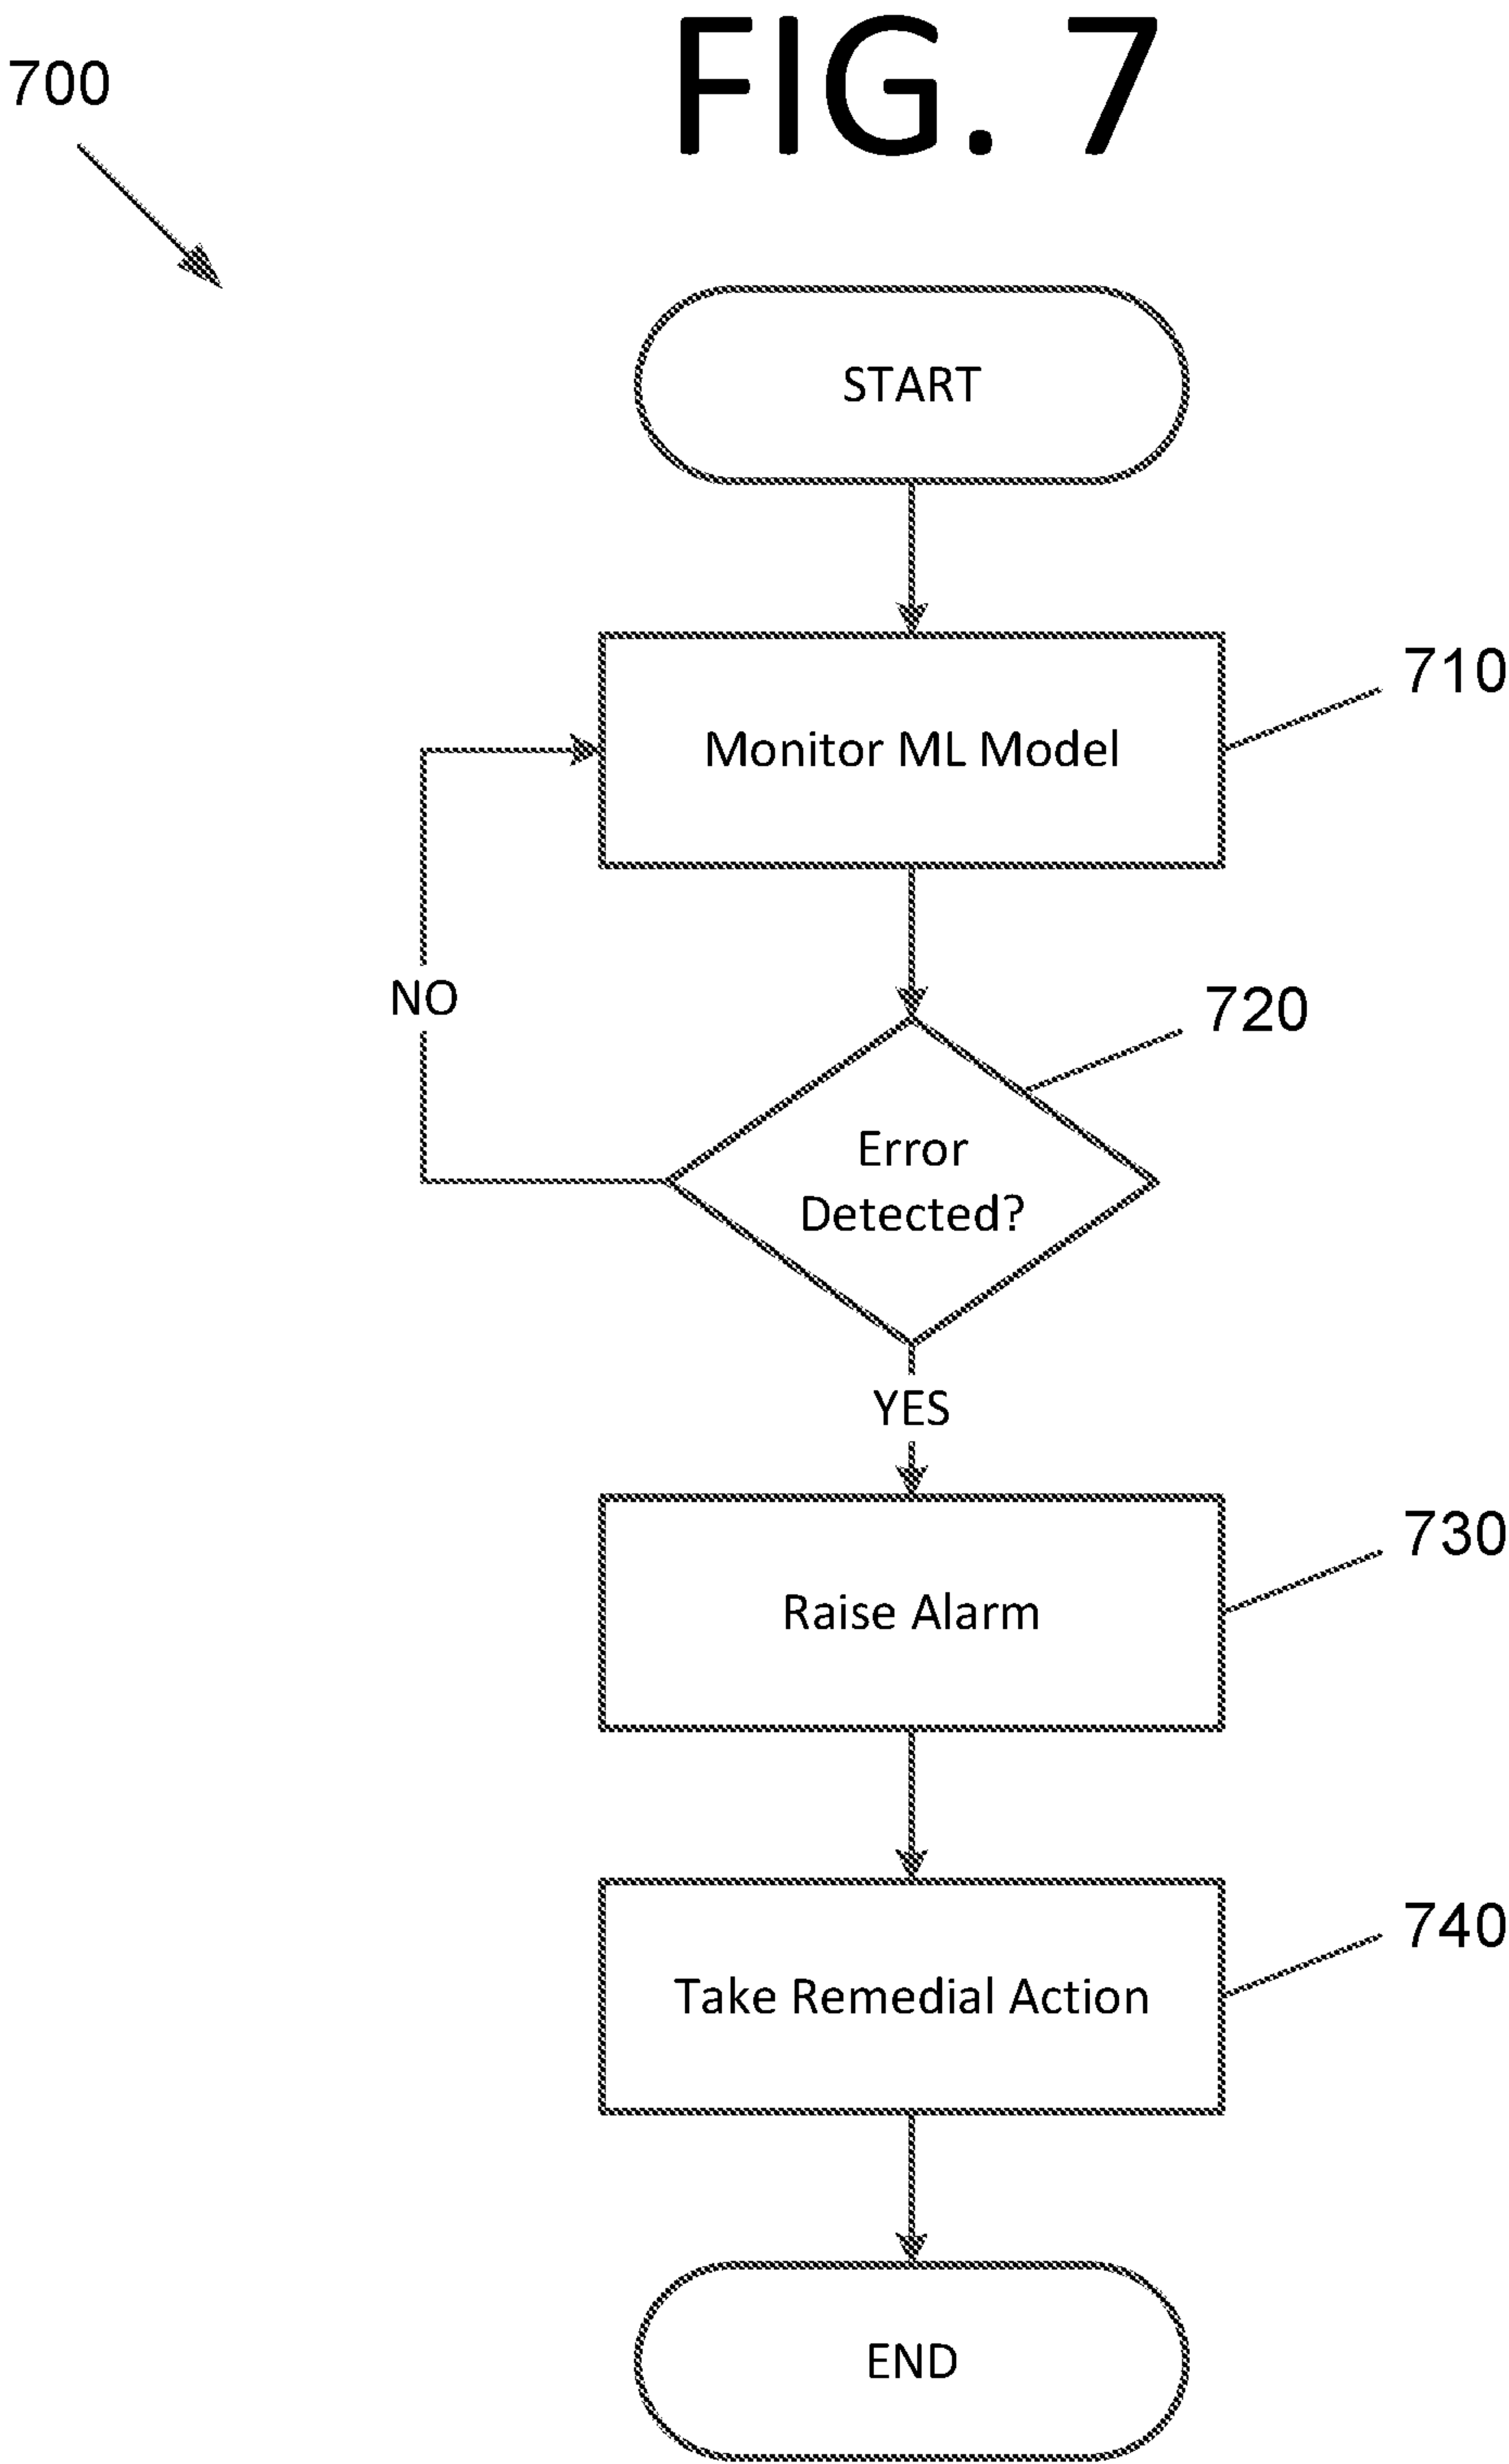 FIG. 7
700
START
Monitor ML Model
710
NO
720
Error
Detected?
YES
730
Raise Alarm
740
Take Remedial Action
END